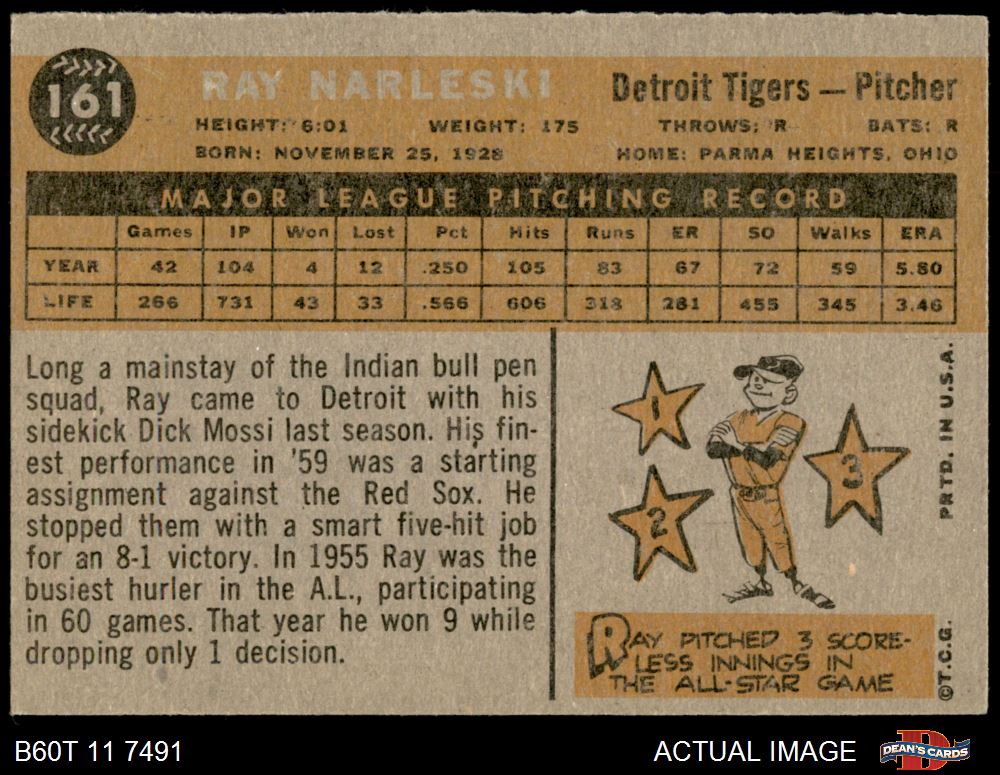 161
RAY NARLESKI
Detroit Tigers — Pitcher
HEIGHT: 6:01 WEIGHT: 175 THROWS: R BATS: R
BORN: NOVEMBER 25, 1928 HOME: PARMA HEIGHTS, OHIO
MAJOR LEAGUE PITCHING RECORD
Games IP Won Lost Pct Hits Runs ER SO Walks ERA
YEAR 42 104 4 12 .250 105 83 67 72 59 5.80
LIFE 266 731 43 33 .566 606 318 281 455 345 3.46
Long a mainstay of the Indian bull pen
squad, Ray came to Detroit with his
sidekick Dick Mossi last season. His fin-
est performance in '59 was a starting
assignment against the Red Sox. He
stopped them with a smart five-hit job
for an 8-1 victory. In 1955 Ray was the
busiest hurler in the A.L., participating
in 60 games. That year he won 9 while
dropping only 1 decision.
1
2
3
RAY PITCHED 3 SCORE-
LESS INNINGS IN
THE ALL-STAR GAME
©T.C.G. PRTD. IN U.S.A.
B60T 11 7491
ACTUAL IMAGE
DEAN'S CARDS